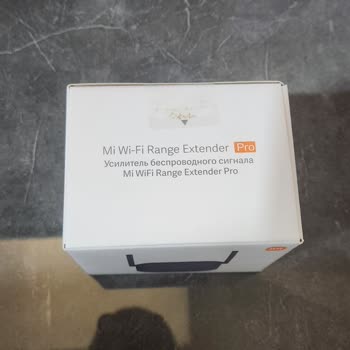 Mi Wi-Fi Range Extender Pro
Усилитель беспроводного сигнала
Mi WiFi Range Extender Pro